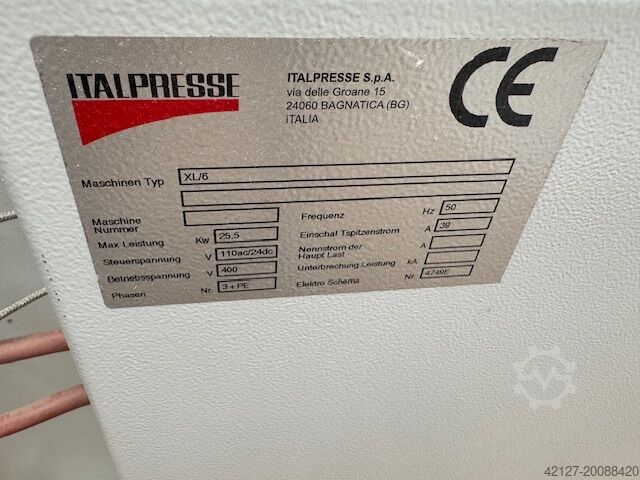 ITALPRESSE
ITALPRESSE S.p.A.
via delle Groane 15
24060 BAGNATICA (BG)
iTALIA
CE
Maschinen Typ XL/6
Maschine Nummer
Max Leistung Kw 25,5
Steuerspannung V 110ac/24dc
Betriebsspannung V 400
Phasen Nr. 3+PE
Frequenz Hz 50
Einschal Tspitzenstrom A 39
Nennstrom der Haupt Last A
Unterbrechung Leistung kA
Elektro Schema Nr. 4749E
42127-20088420